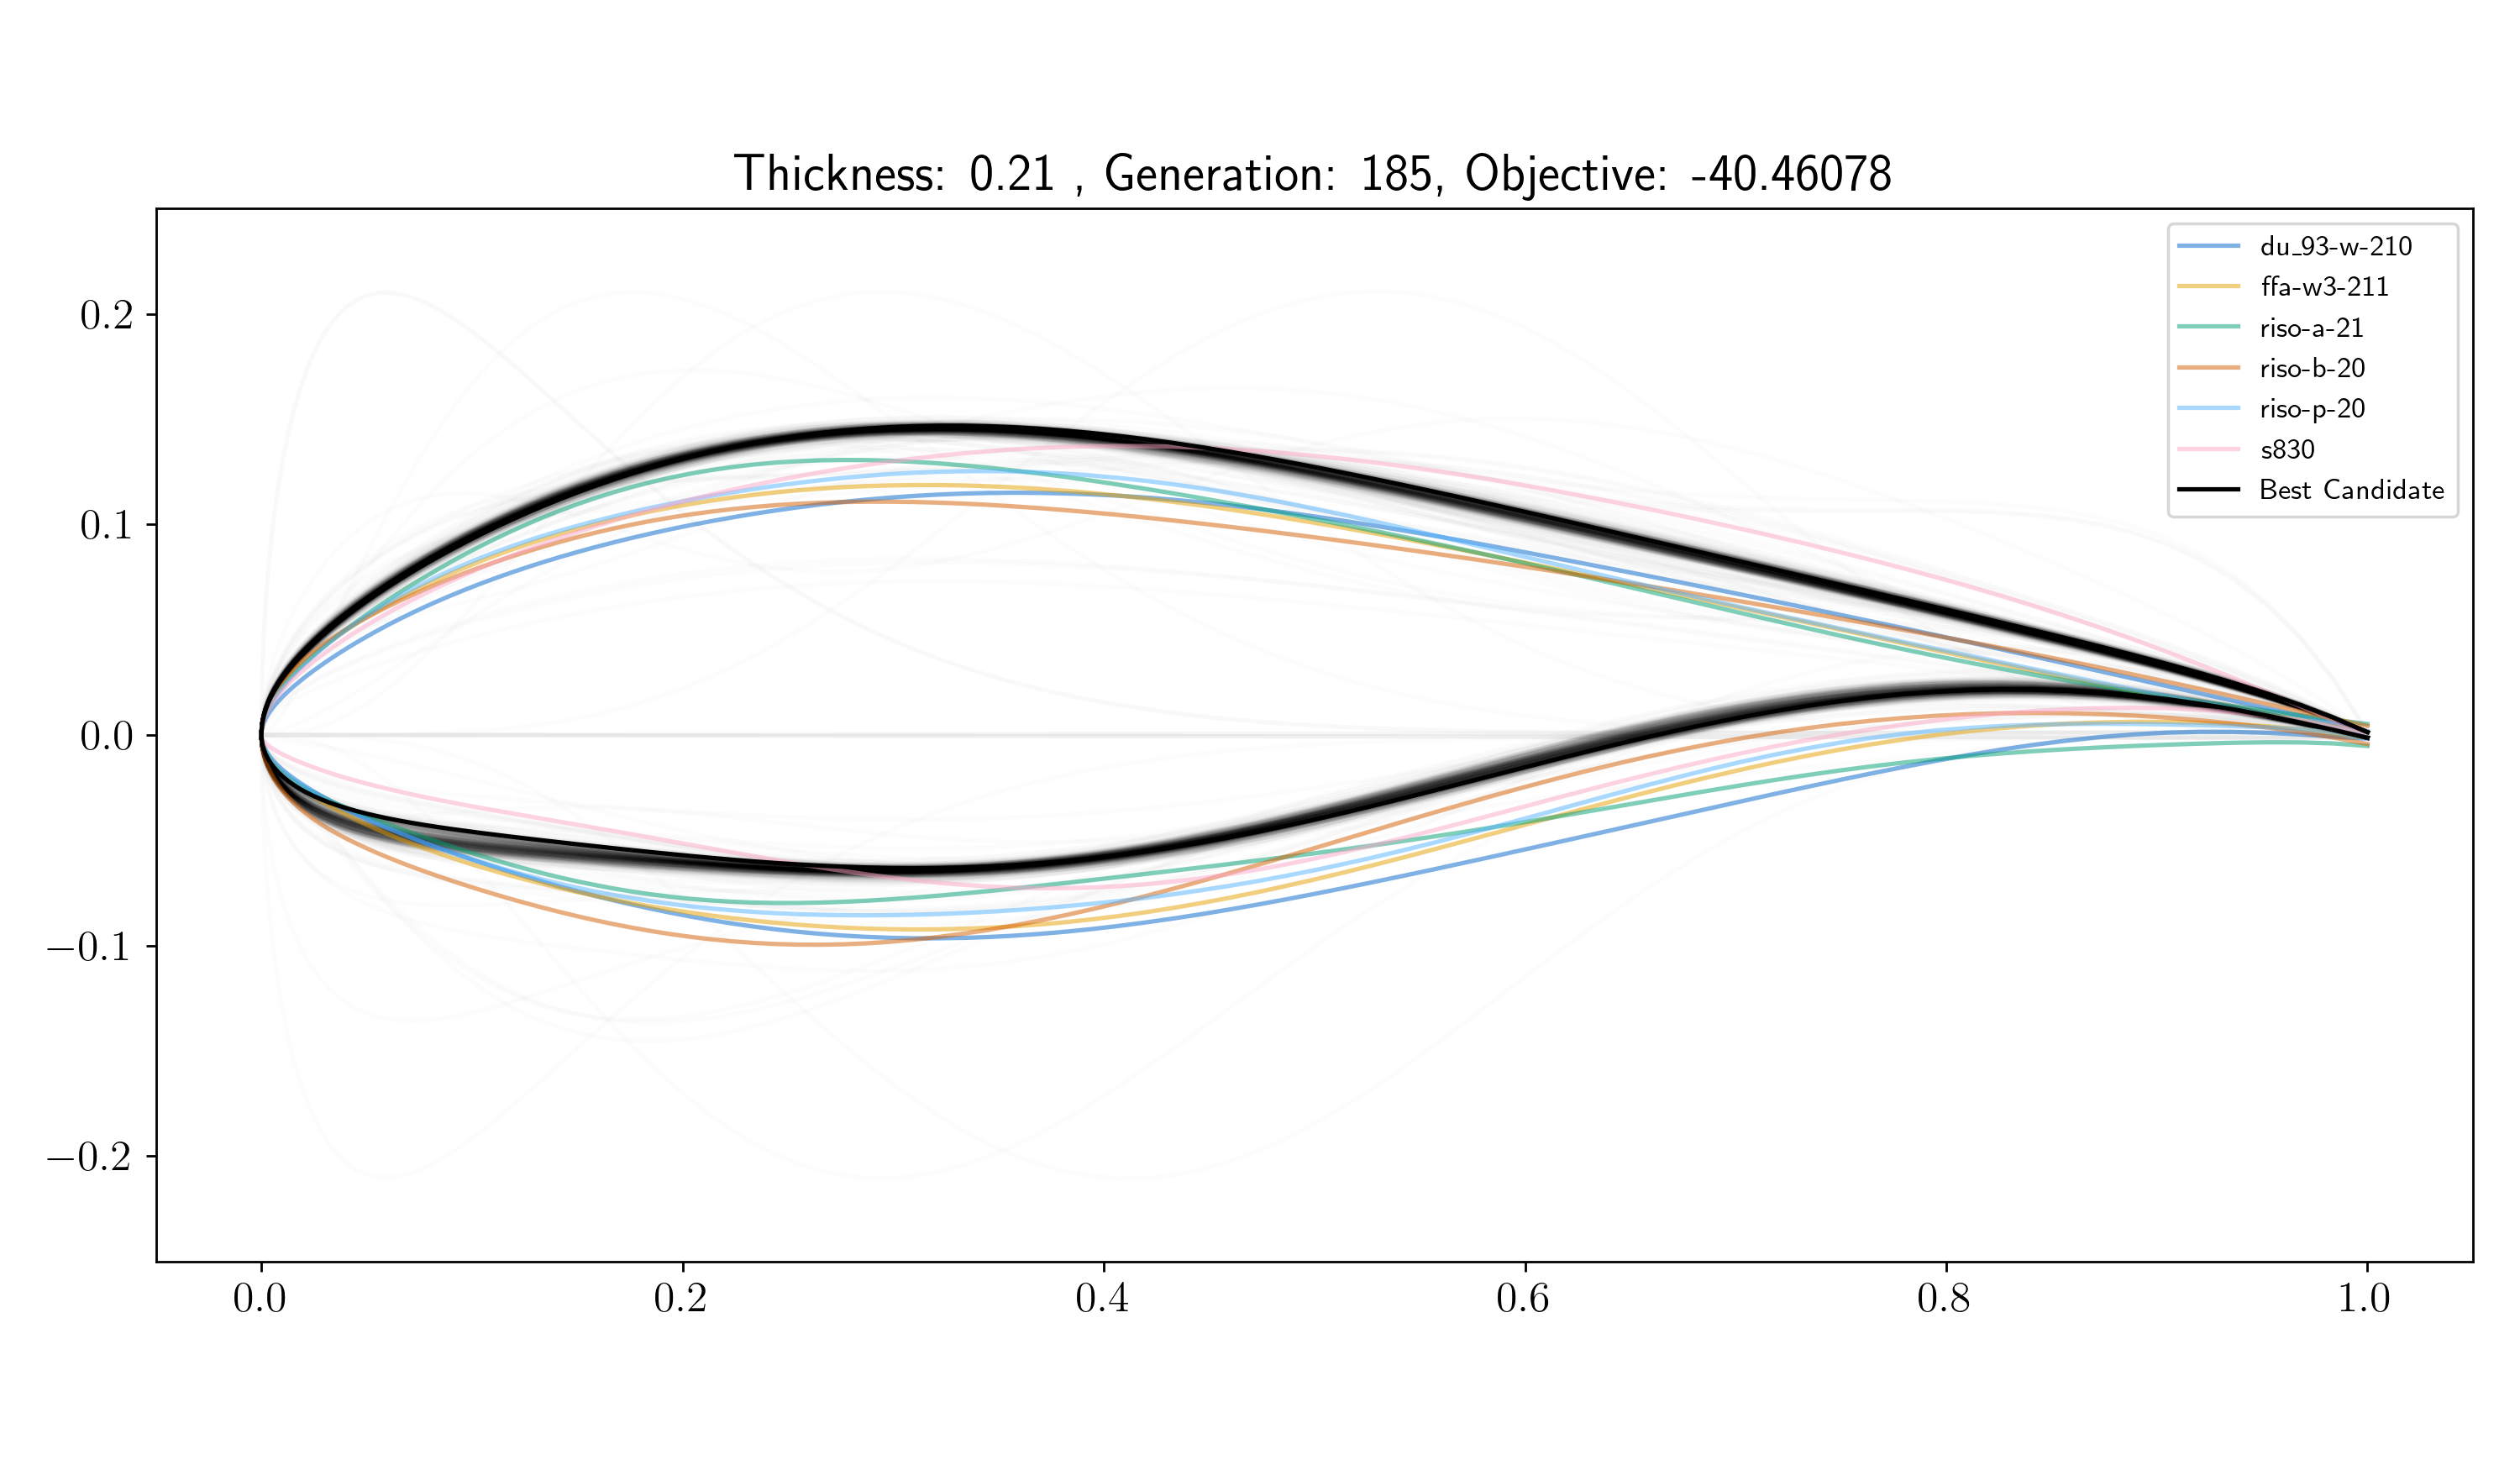 Thickness: 0.21 , Generation: 185, Objective: -40.46078
du_93-w-210
ffa-w3-211
riso-a-21
riso-b-20
riso-p-20
s830
Best Candidate
0.2
0.1
0.0
−0.1
−0.2
0.0 0.2 0.4 0.6 0.8 1.0